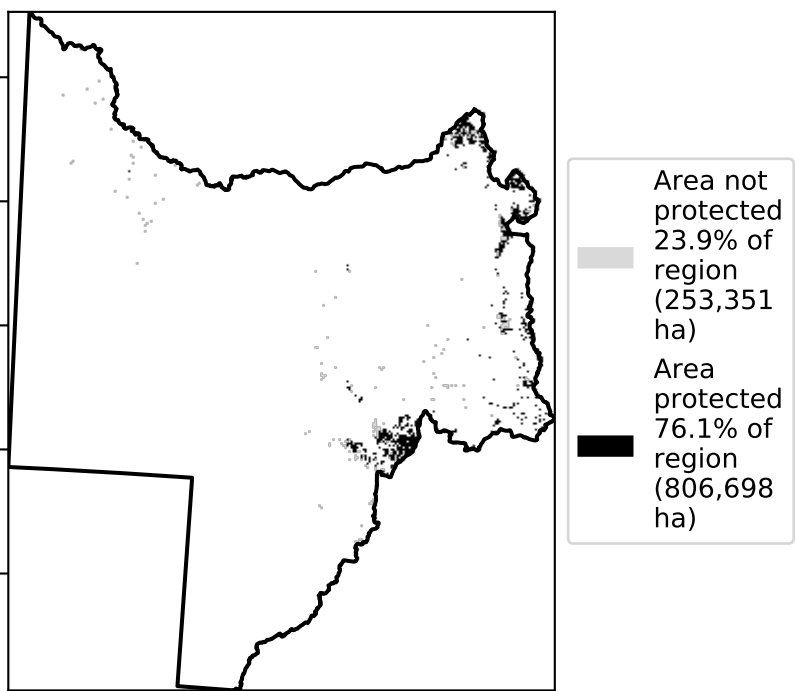 Area not
protected
23.9% of
region
(253,351
ha)
Area
protected
76.1% of
region
(806,698
ha)